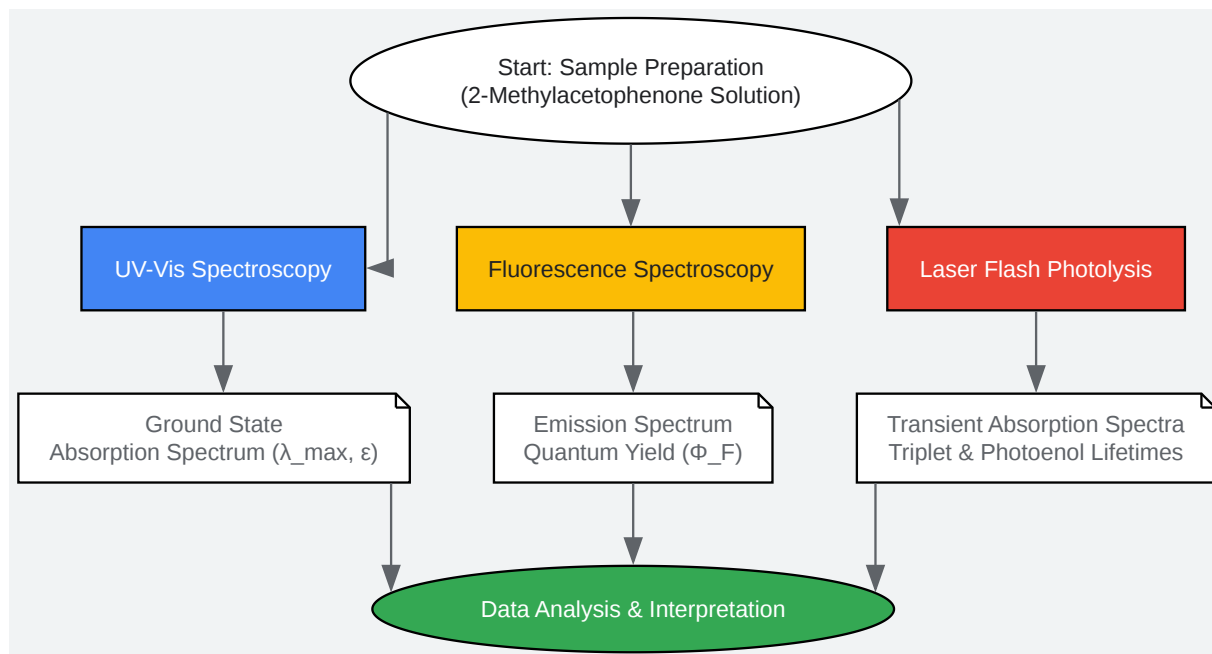 Start: Sample Preparation
(2-Methylacetophenone Solution)
UV-Vis Spectroscopy
Fluorescence Spectroscopy
Laser Flash Photolysis
Ground State
Absorption Spectrum (λ_max, ε)
Emission Spectrum
Quantum Yield (Φ_F)
Transient Absorption Spectra
Triplet & Photoenol Lifetimes
Data Analysis & Interpretation